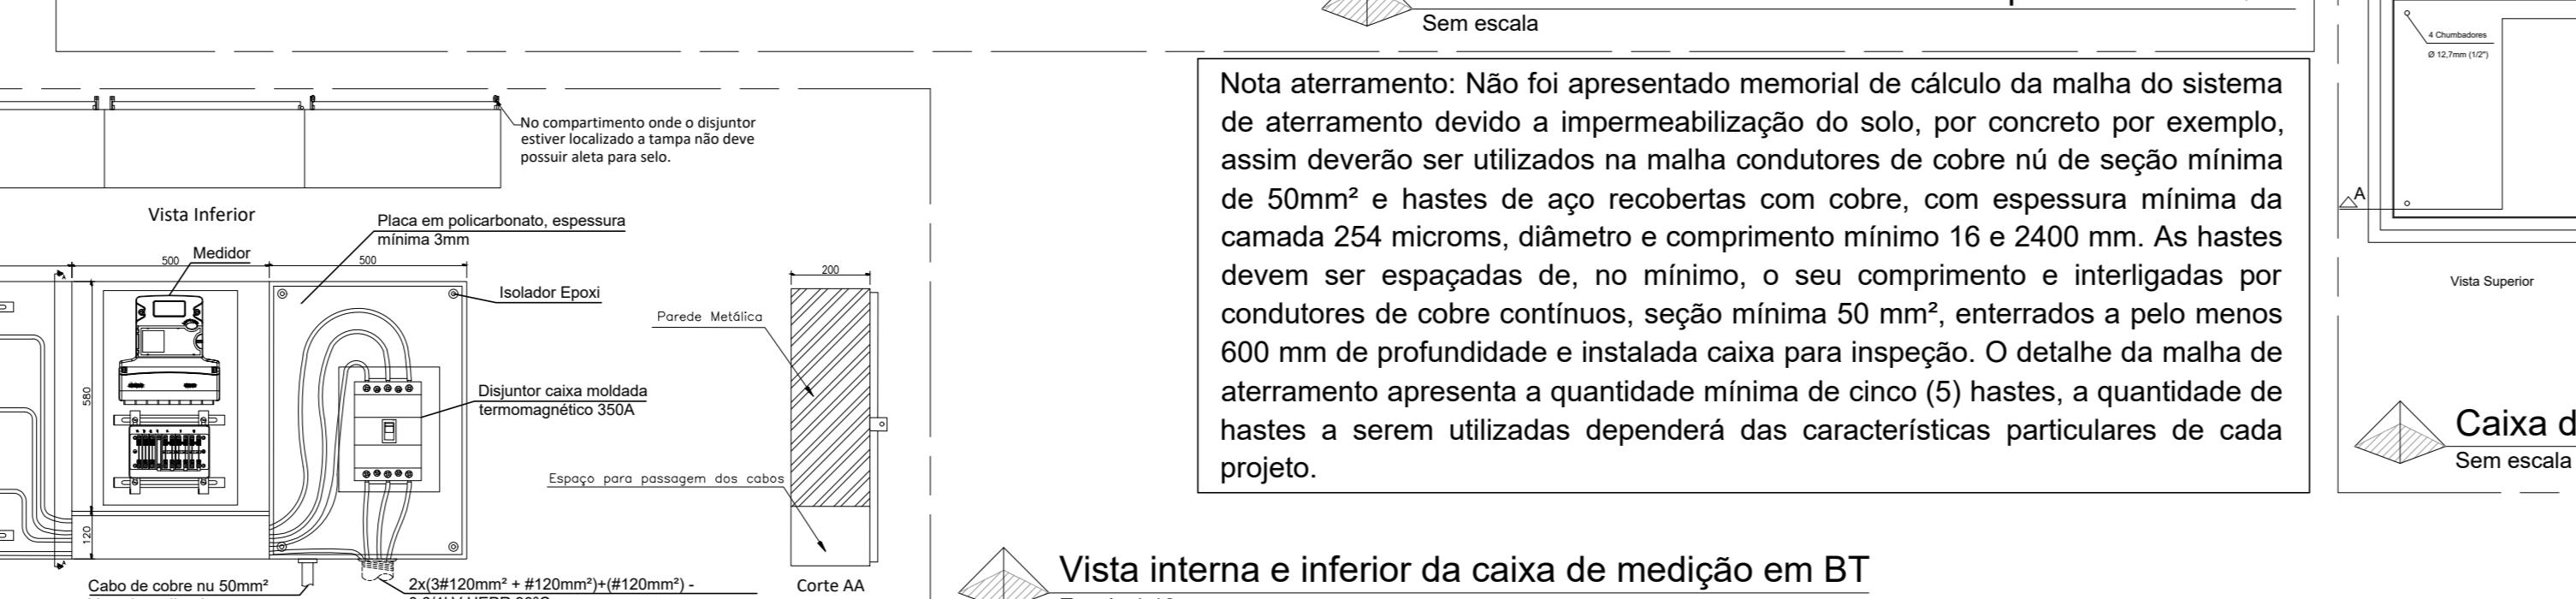 Sem escala
4 Chumbadores
Ø 12,7mm (1/2")
No compartimento onde o disjuntor
estiver localizado a tampa não deve
possuir aleta para selo.
Nota aterramento: Não foi apresentado memorial de cálculo da malha do sistema
de aterramento devido a impermeabilização do solo, por concreto por exemplo,
assim deverão ser utilizados na malha condutores de cobre nú de seção mínima
de 50mm² e hastes de aço recobertas com cobre, com espessura mínima da
camada 254 microms, diâmetro e comprimento mínimo 16 e 2400 mm. As hastes
devem ser espaçadas de, no mínimo, o seu comprimento e interligadas por
condutores de cobre contínuos, seção mínima 50 mm², enterrados a pelo menos
600 mm de profundidade e instalada caixa para inspeção. O detalhe da malha de
aterramento apresenta a quantidade mínima de cinco (5) hastes, a quantidade de
hastes a serem utilizadas dependerá das características particulares de cada
projeto.
A
Vista Superior
Vista Inferior
Placa em policarbonato, espessura
mínima 3mm
Medidor
500
500
Isolador Epoxi
200
Parede Metálica
Disjuntor caixa moldada
termomagnético 350A
580
Espaço para passagem dos cabos
120
Corte AA
Cabo de cobre nu 50mm²
2x(3#120mm² + #120mm²)+(#120mm²) -
Vista interna e inferior da caixa de medição em BT
Caixa d
Sem escala